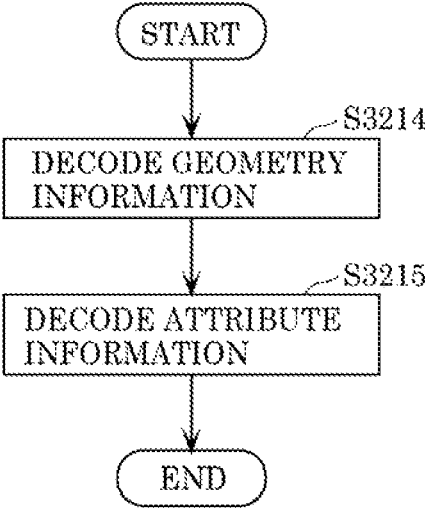 START
S3214
DECODE GEOMETRY
INFORMATION
S3215
DECODE ATTRIBUTE
INFORMATION
END